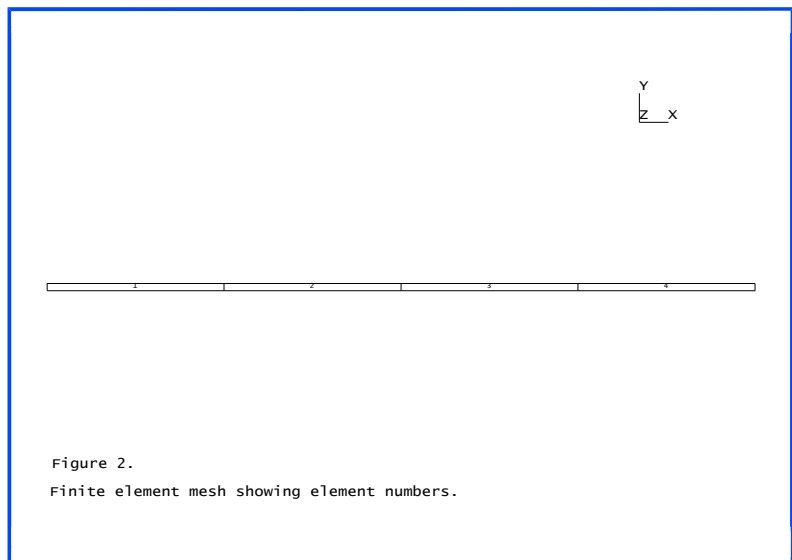 Y
Z X
1 2 3 4
Figure 2.
Finite element mesh showing element numbers.